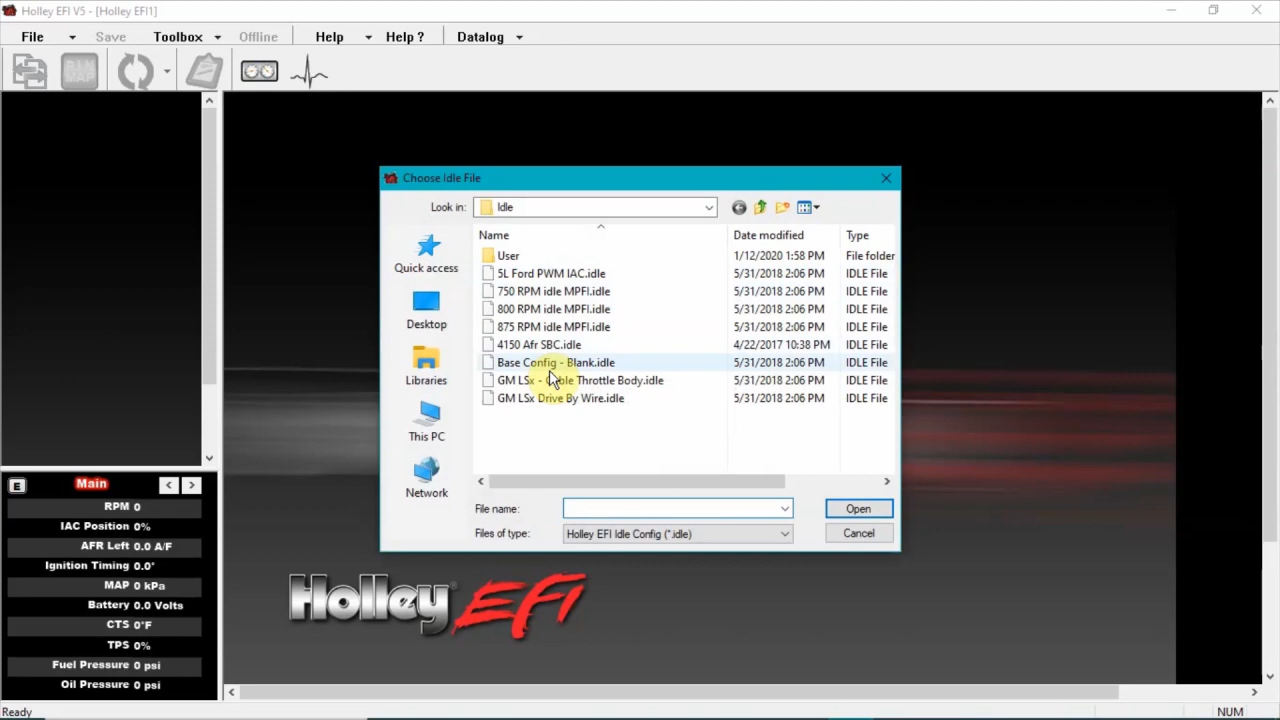 Holley EFI V5 - [Holley EFI1]
File Save Toolbox Offline Help Help ? Datalog
PIN
MAP
Choose Idle File
Look in: Idle
Name Date modified Type
Quick access
Desktop
Libraries
This PC
Network
User 1/12/2020 1:58 PM File folder
5L Ford PWM IAC.idle 5/31/2018 2:06 PM IDLE File
750 RPM idle MPFI.idle 5/31/2018 2:06 PM IDLE File
800 RPM idle MPFI.idle 5/31/2018 2:06 PM IDLE File
875 RPM idle MPFI.idle 5/31/2018 2:06 PM IDLE File
4150 Afr SBC.idle 4/22/2017 10:38 PM IDLE File
Base Config - Blank.idle 5/31/2018 2:06 PM IDLE File
GM LSx - Cable Throttle Body.idle 5/31/2018 2:06 PM IDLE File
GM LSx Drive By Wire.idle 5/31/2018 2:06 PM IDLE File
File name: Open
Files of type: Holley EFI Idle Config (*.idle) Cancel
E Main < >
RPM 0
IAC Position 0%
AFR Left 0.0 A/F
Ignition Timing 0.0°
MAP 0 kPa
Battery 0.0 Volts
CTS 0°F
TPS 0%
Fuel Pressure 0 psi
Oil Pressure 0 psi
Holley EFI
Ready NUM